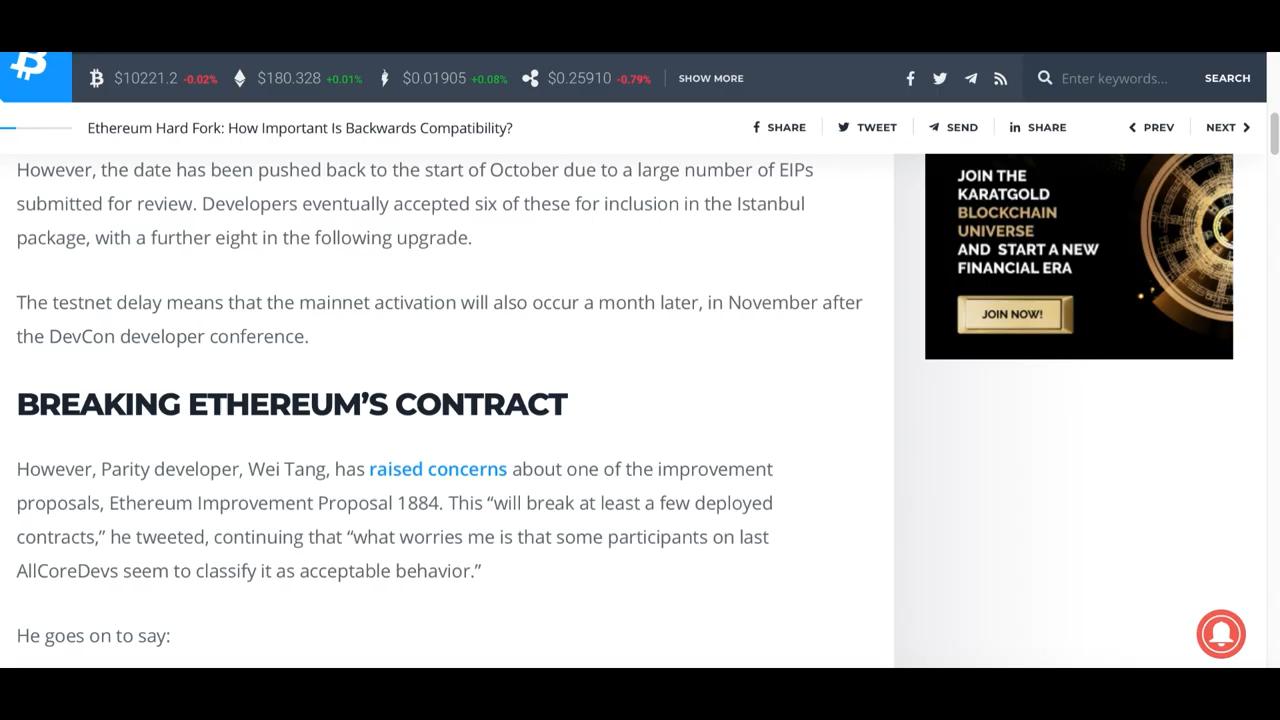 $10221.2 -0.02% $180.328 +0.01% $0.01905 +0.08% $0.25910 -0.79% SHOW MORE Enter keywords... SEARCH
Ethereum Hard Fork: How Important Is Backwards Compatibility? SHARE TWEET SEND SHARE PREV NEXT
However, the date has been pushed back to the start of October due to a large number of EIPs
submitted for review. Developers eventually accepted six of these for inclusion in the Istanbul
package, with a further eight in the following upgrade.
The testnet delay means that the mainnet activation will also occur a month later, in November after
the DevCon developer conference.
BREAKING ETHEREUM’S CONTRACT
However, Parity developer, Wei Tang, has raised concerns about one of the improvement
proposals, Ethereum Improvement Proposal 1884. This “will break at least a few deployed
contracts,” he tweeted, continuing that “what worries me is that some participants on last
AllCoreDevs seem to classify it as acceptable behavior.”
He goes on to say:
JOIN THE
KARATGOLD
BLOCKCHAIN
UNIVERSE
AND START A NEW
FINANCIAL ERA
JOIN NOW!